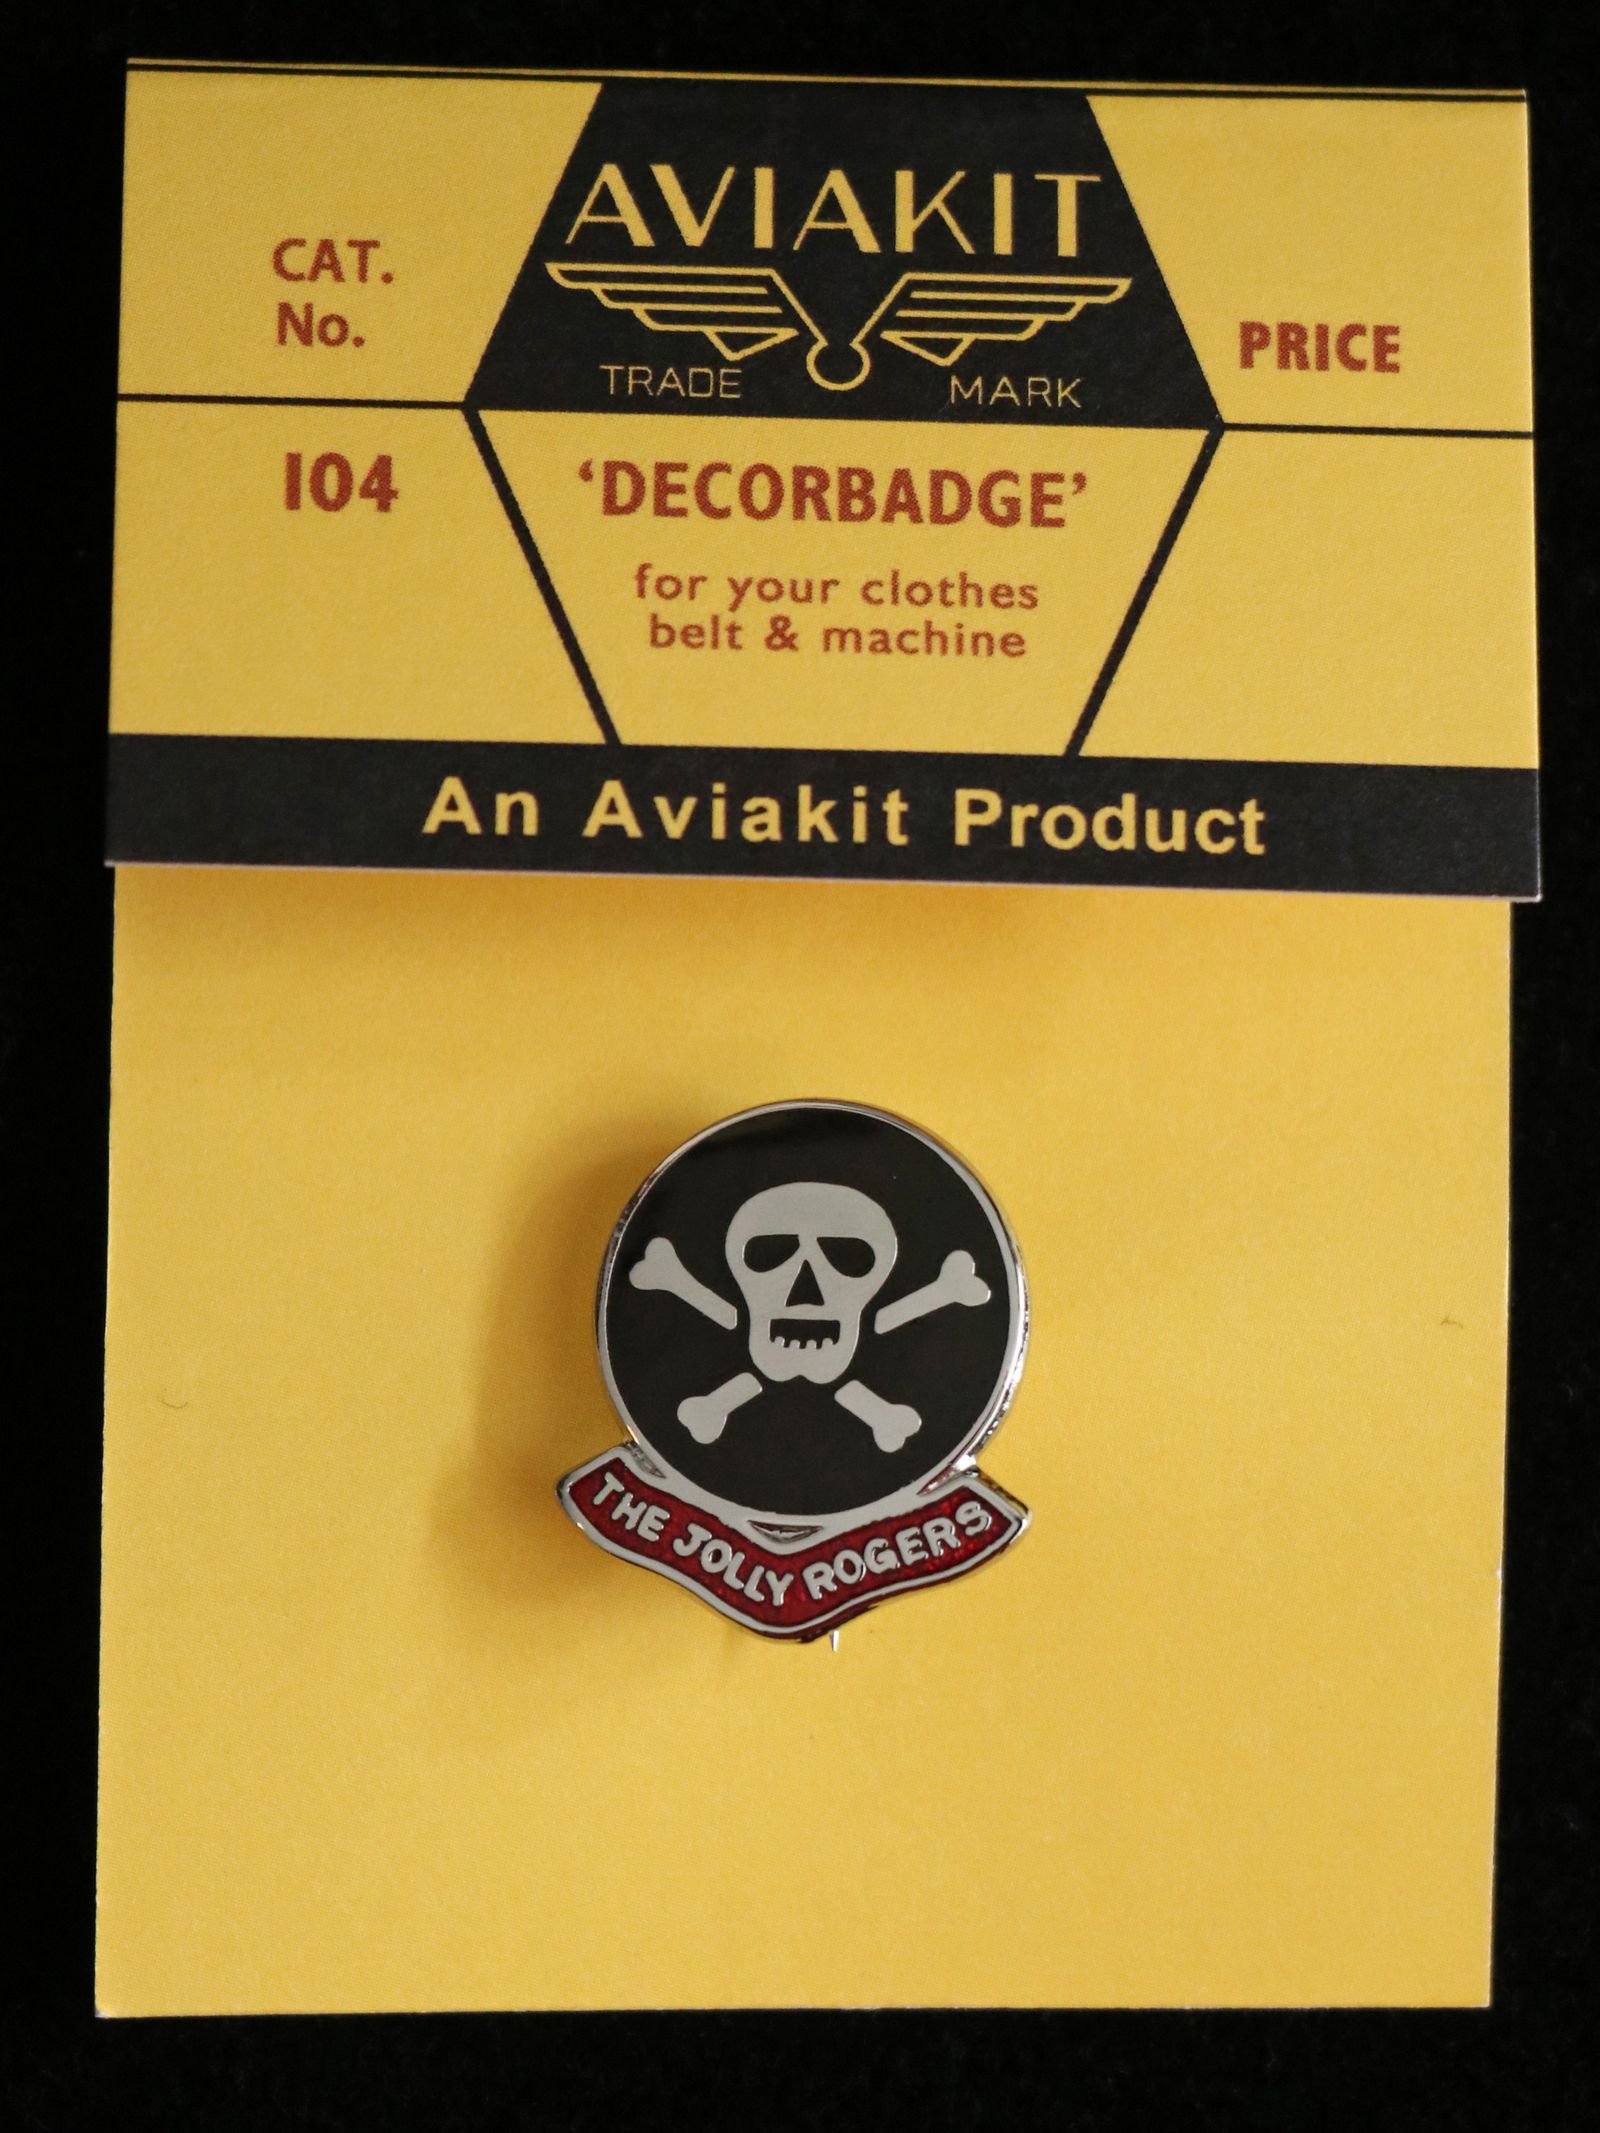 AVIAKIT
TRADE MARK
CAT.
No.
PRICE
104
‘DECORBADGE’
for your clothes
belt & machine
An Aviakit Product
THE JOLLY ROGERS